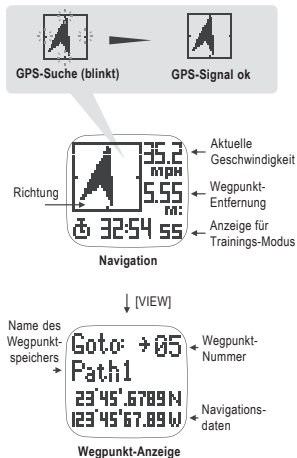 GPS-Suche (blinkt)
GPS-Signal ok
35.2
MPH
5.55
Mi
32:54 55
Richtung
Aktuelle
Geschwindigkeit
Wegpunkt-
Entfernung
Anzeige für
Trainings-Modus
Navigation
[VIEW]
Name des
Wegpunkt-
speichers
Goto: →05
Path1
23°45'.6789N
123°45'67.89W
Wegpunkt-
Nummer
Navigations-
daten
Wegpunkt-Anzeige